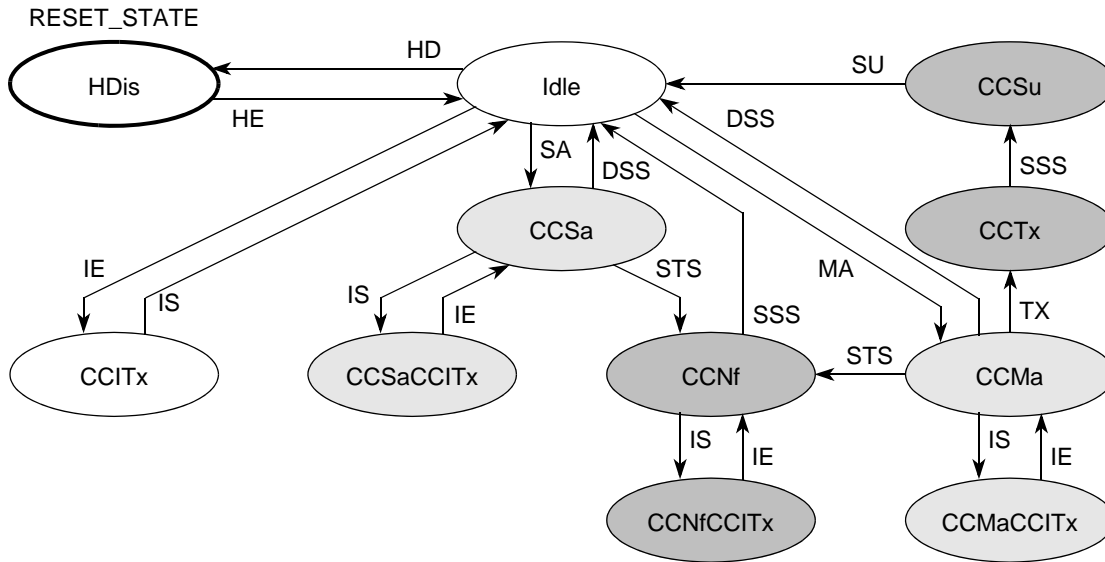 RESET_STATE
HDis
HD
HE
Idle
SU
CCSu
DSS
SA
DSS
SSS
CCSa
CCTx
IE
IS
IS
IE
STS
MA
SSS
TX
STS
CCITx
CCSaCCITx
CCNf
CCMa
IS
IE
IS
IE
CCNfCCITx
CCMaCCITx